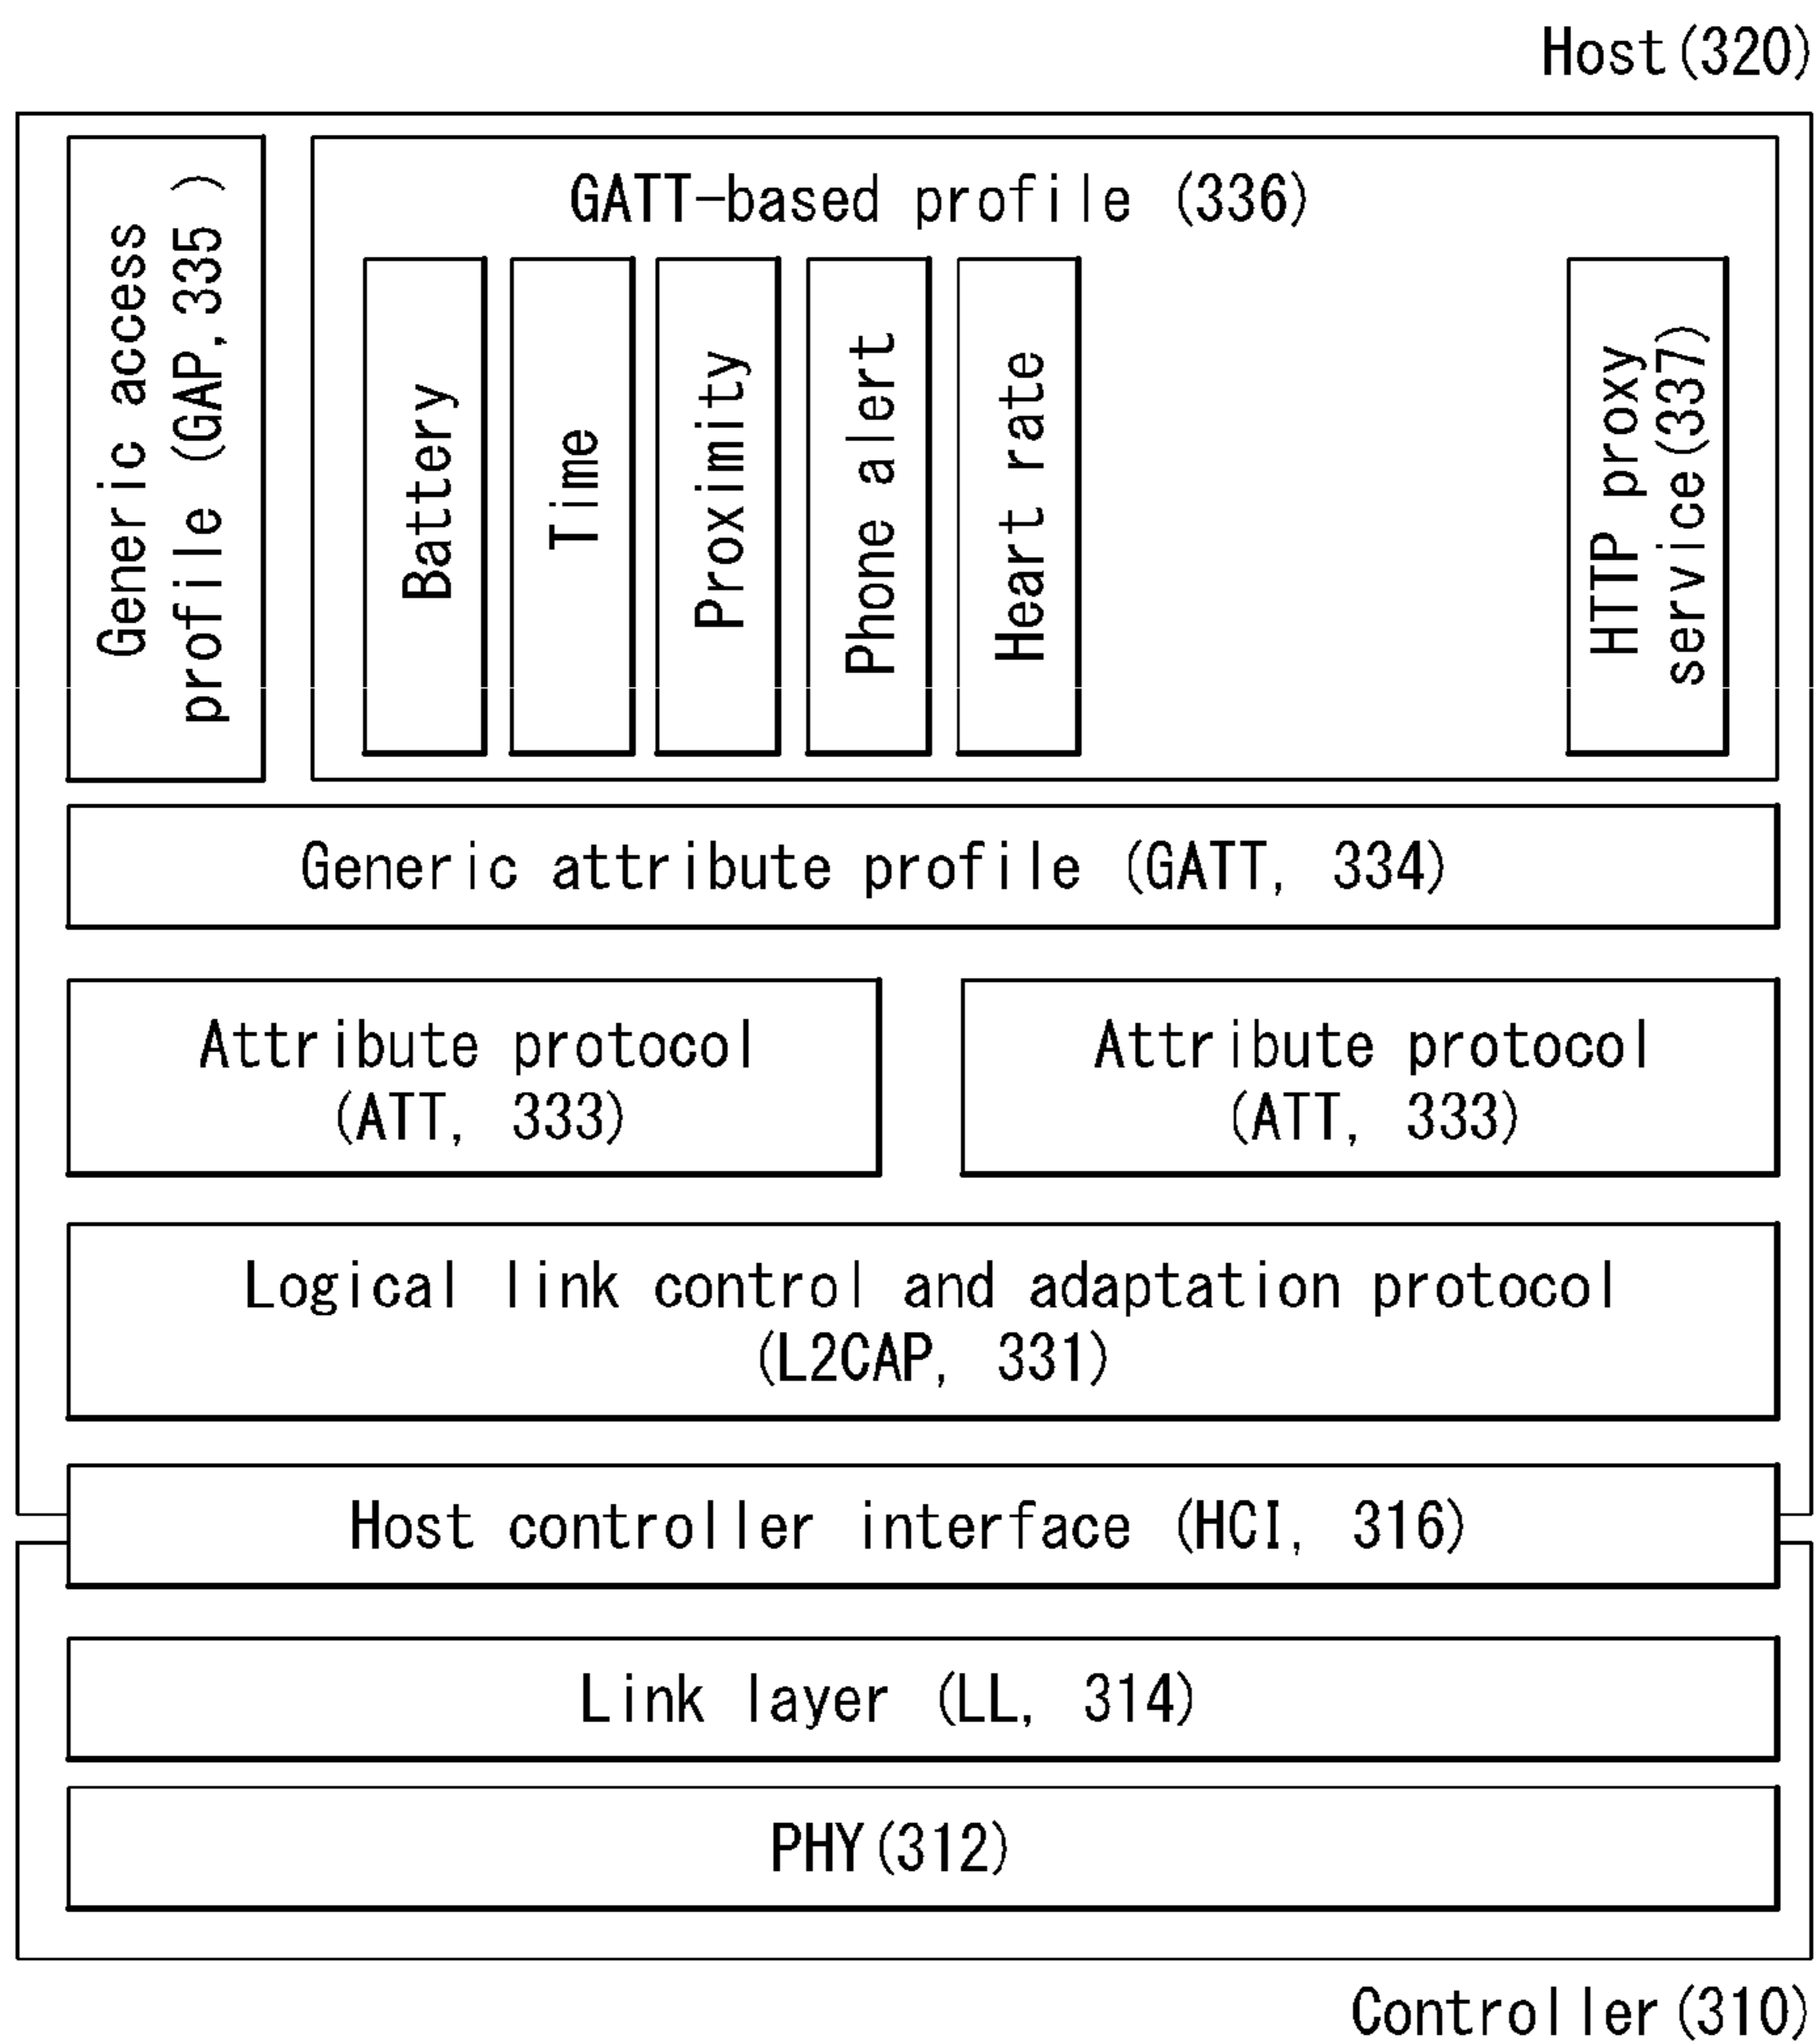 Host(320)
Generic access
profile (GAP,335 )
GATT-based profile (336)
Battery
Time
Proximity
Phone alert
Heart rate
HTTP proxy
service(337)
Generic attribute profile (GATT, 334)
Attribute protocol
(ATT, 333)
Attribute protocol
(ATT, 333)
Logical link control and adaptation protocol
(L2CAP, 331)
Host controller interface (HCI, 316)
Link layer (LL, 314)
PHY(312)
Controller(310)